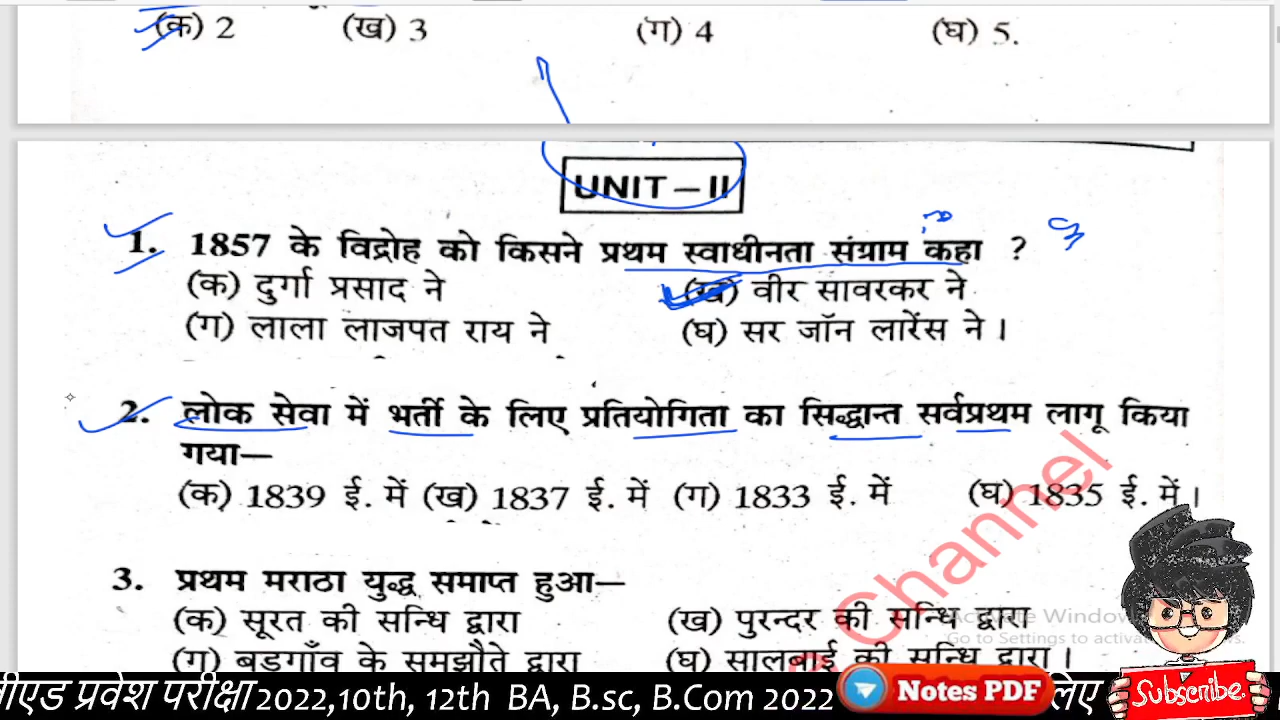 (क) 2 (ख) 3 (ग) 4 (घ) 5.
UNIT – II
1. 1857 के विद्रोह को किसने प्रथम स्वाधीनता संग्राम कहा ?
(क) दुर्गा प्रसाद ने (ख) वीर सावरकर ने
(ग) लाला लाजपत राय ने (घ) सर जॉन लारेंस ने।
2. लोक सेवा में भर्ती के लिए प्रतियोगिता का सिद्धान्त सर्वप्रथम लागू किया
गया—
(क) 1839 ई. में (ख) 1837 ई. में (ग) 1833 ई. में (घ) 1835 ई. में।
3. प्रथम मराठा युद्ध समाप्त हुआ—
(क) सूरत की सन्धि द्वारा (ख) पुरन्दर की सन्धि द्वारा
(ग) बड़गाँव के समझौते द्वारा (घ) सालबाई की सन्धि द्वारा।
Channel
Activate Windows
Go to Settings to activate
बीएड प्रवेश परीक्षा 2022,10th, 12th BA, B.sc, B.Com 2022 Notes PDF लिए Subscribe